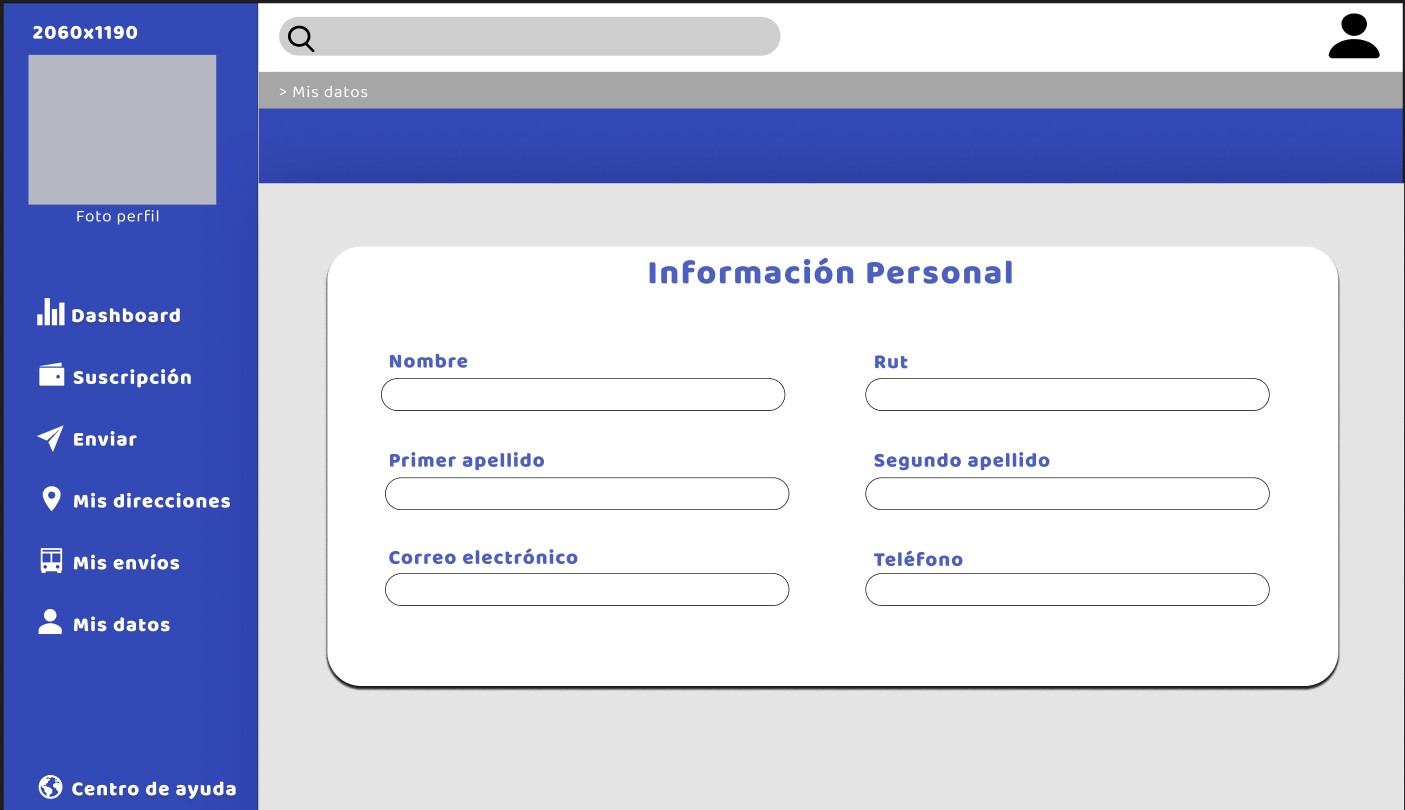 2060x1190
Foto perfil
Dashboard
Suscripción
Enviar
Mis direcciones
Mis envíos
Mis datos
Centro de ayuda
> Mis datos
Información Personal
Nombre
Rut
Primer apellido
Segundo apellido
Correo electrónico
Teléfono